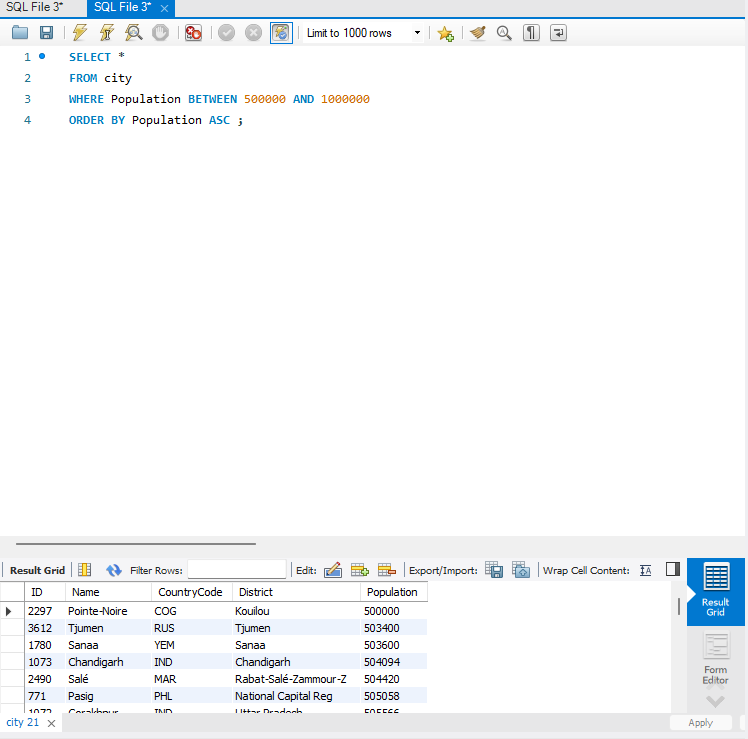 SQL File 3* SQL File 3*
Limit to 1000 rows
1 SELECT *
2 FROM city
3 WHERE Population BETWEEN 500000 AND 1000000
4 ORDER BY Population ASC ;
Result Grid Filter Rows: Edit: Export/Import: Wrap Cell Content: IA
ID Name CountryCode District Population
2297 Pointe-Noire COG Kouilou 500000
3612 Tjumen RUS Tjumen 503400
1780 Sanaa YEM Sanaa 503600
1073 Chandigarh IND Chandigarh 504094
2490 Salé MAR Rabat-Salé-Zammour-Z 504420
771 Pasig PHL National Capital Reg 505058
1072 Gorakhpur IND Uttar Pradesh 505566
Result
Grid
Form
Editor
city 21 Apply